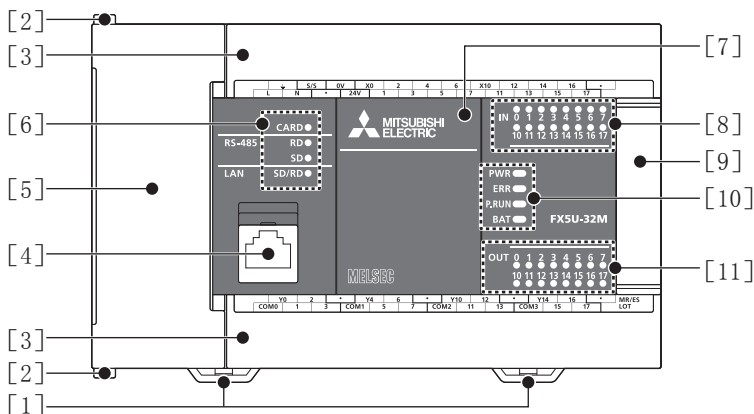 [2]
[3]
[7]
L ⏚ N S/S • 0V 24V X0 1 2 3 4 5 6 7 X10 11 12 13 14 15 16 17 •
[6]
CARD
RS-485 RD
SD
LAN SD/RD
MITSUBISHI
ELECTRIC
IN 0 1 2 3 4 5 6 7
10 11 12 13 14 15 16 17
[8]
[9]
[5]
PWR
ERR
P.RUN
BAT
[10]
FX5U-32M
[4]
MELSEC
OUT 0 1 2 3 4 5 6 7
10 11 12 13 14 15 16 17
[11]
Y0 2 • Y4 6 • Y10 12 • Y14 16 • MR/ES
COM0 1 3 COM1 5 7 COM2 11 13 COM3 15 17 LOT
[3]
[2]
[1]